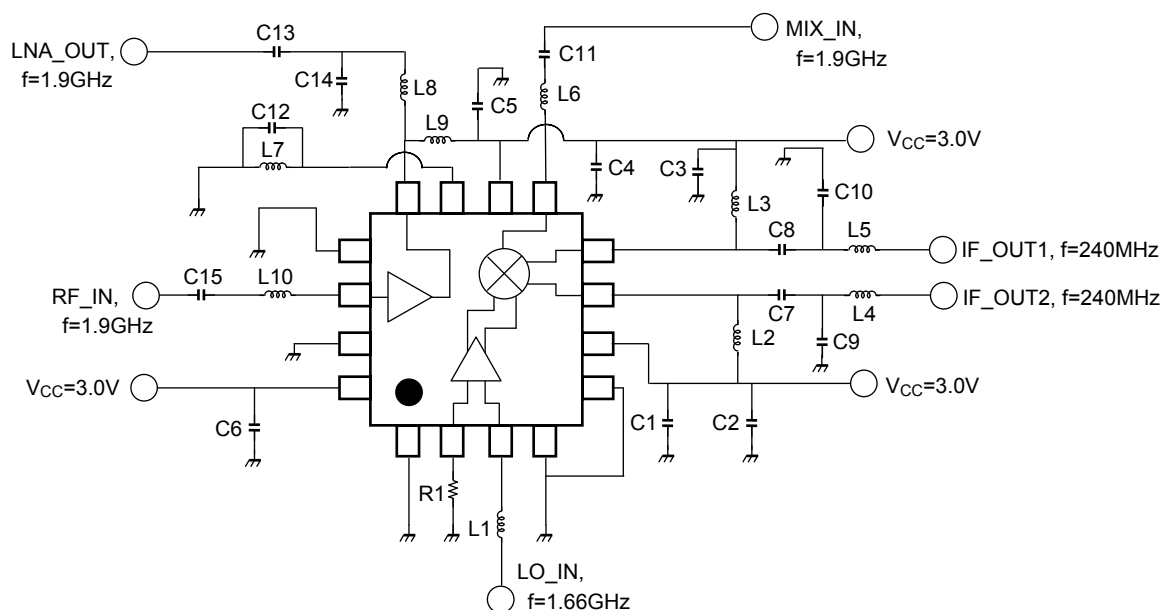 C13
LNA_OUT,
f=1.9GHz
C14
L8
C11
MIX_IN,
f=1.9GHz
L6
C5
C12
L9
L7
VCC=3.0V
C4
C3
C10
L3
C8
L5
IF_OUT1, f=240MHz
C15
L10
RF_IN,
f=1.9GHz
IF_OUT2, f=240MHz
C7
L4
L2
C9
VCC=3.0V
VCC=3.0V
C6
C1
C2
R1
L1
LO_IN,
f=1.66GHz